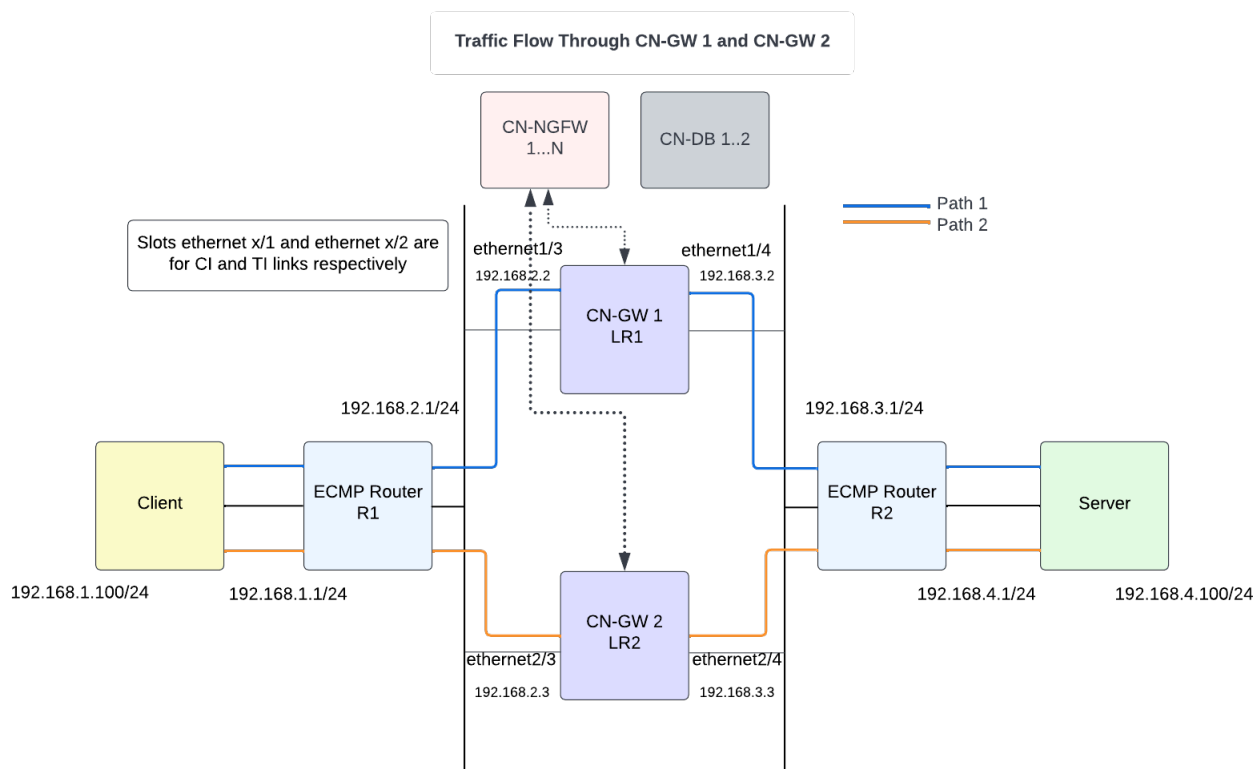 Traffic Flow Through CN-GW 1 and CN-GW 2
CN-NGFW
1...N
CN-DB 1..2
Path 1
Path 2
Slots ethernet x/1 and ethernet x/2 are
for CI and TI links respectively
ethernet1/3
192.168.2.2
ethernet1/4
192.168.3.2
CN-GW 1
LR1
192.168.2.1/24
192.168.3.1/24
Client
ECMP Router
R1
ECMP Router
R2
Server
192.168.1.100/24
192.168.1.1/24
192.168.4.1/24
192.168.4.100/24
CN-GW 2
LR2
ethernet2/3
192.168.2.3
ethernet2/4
192.168.3.3